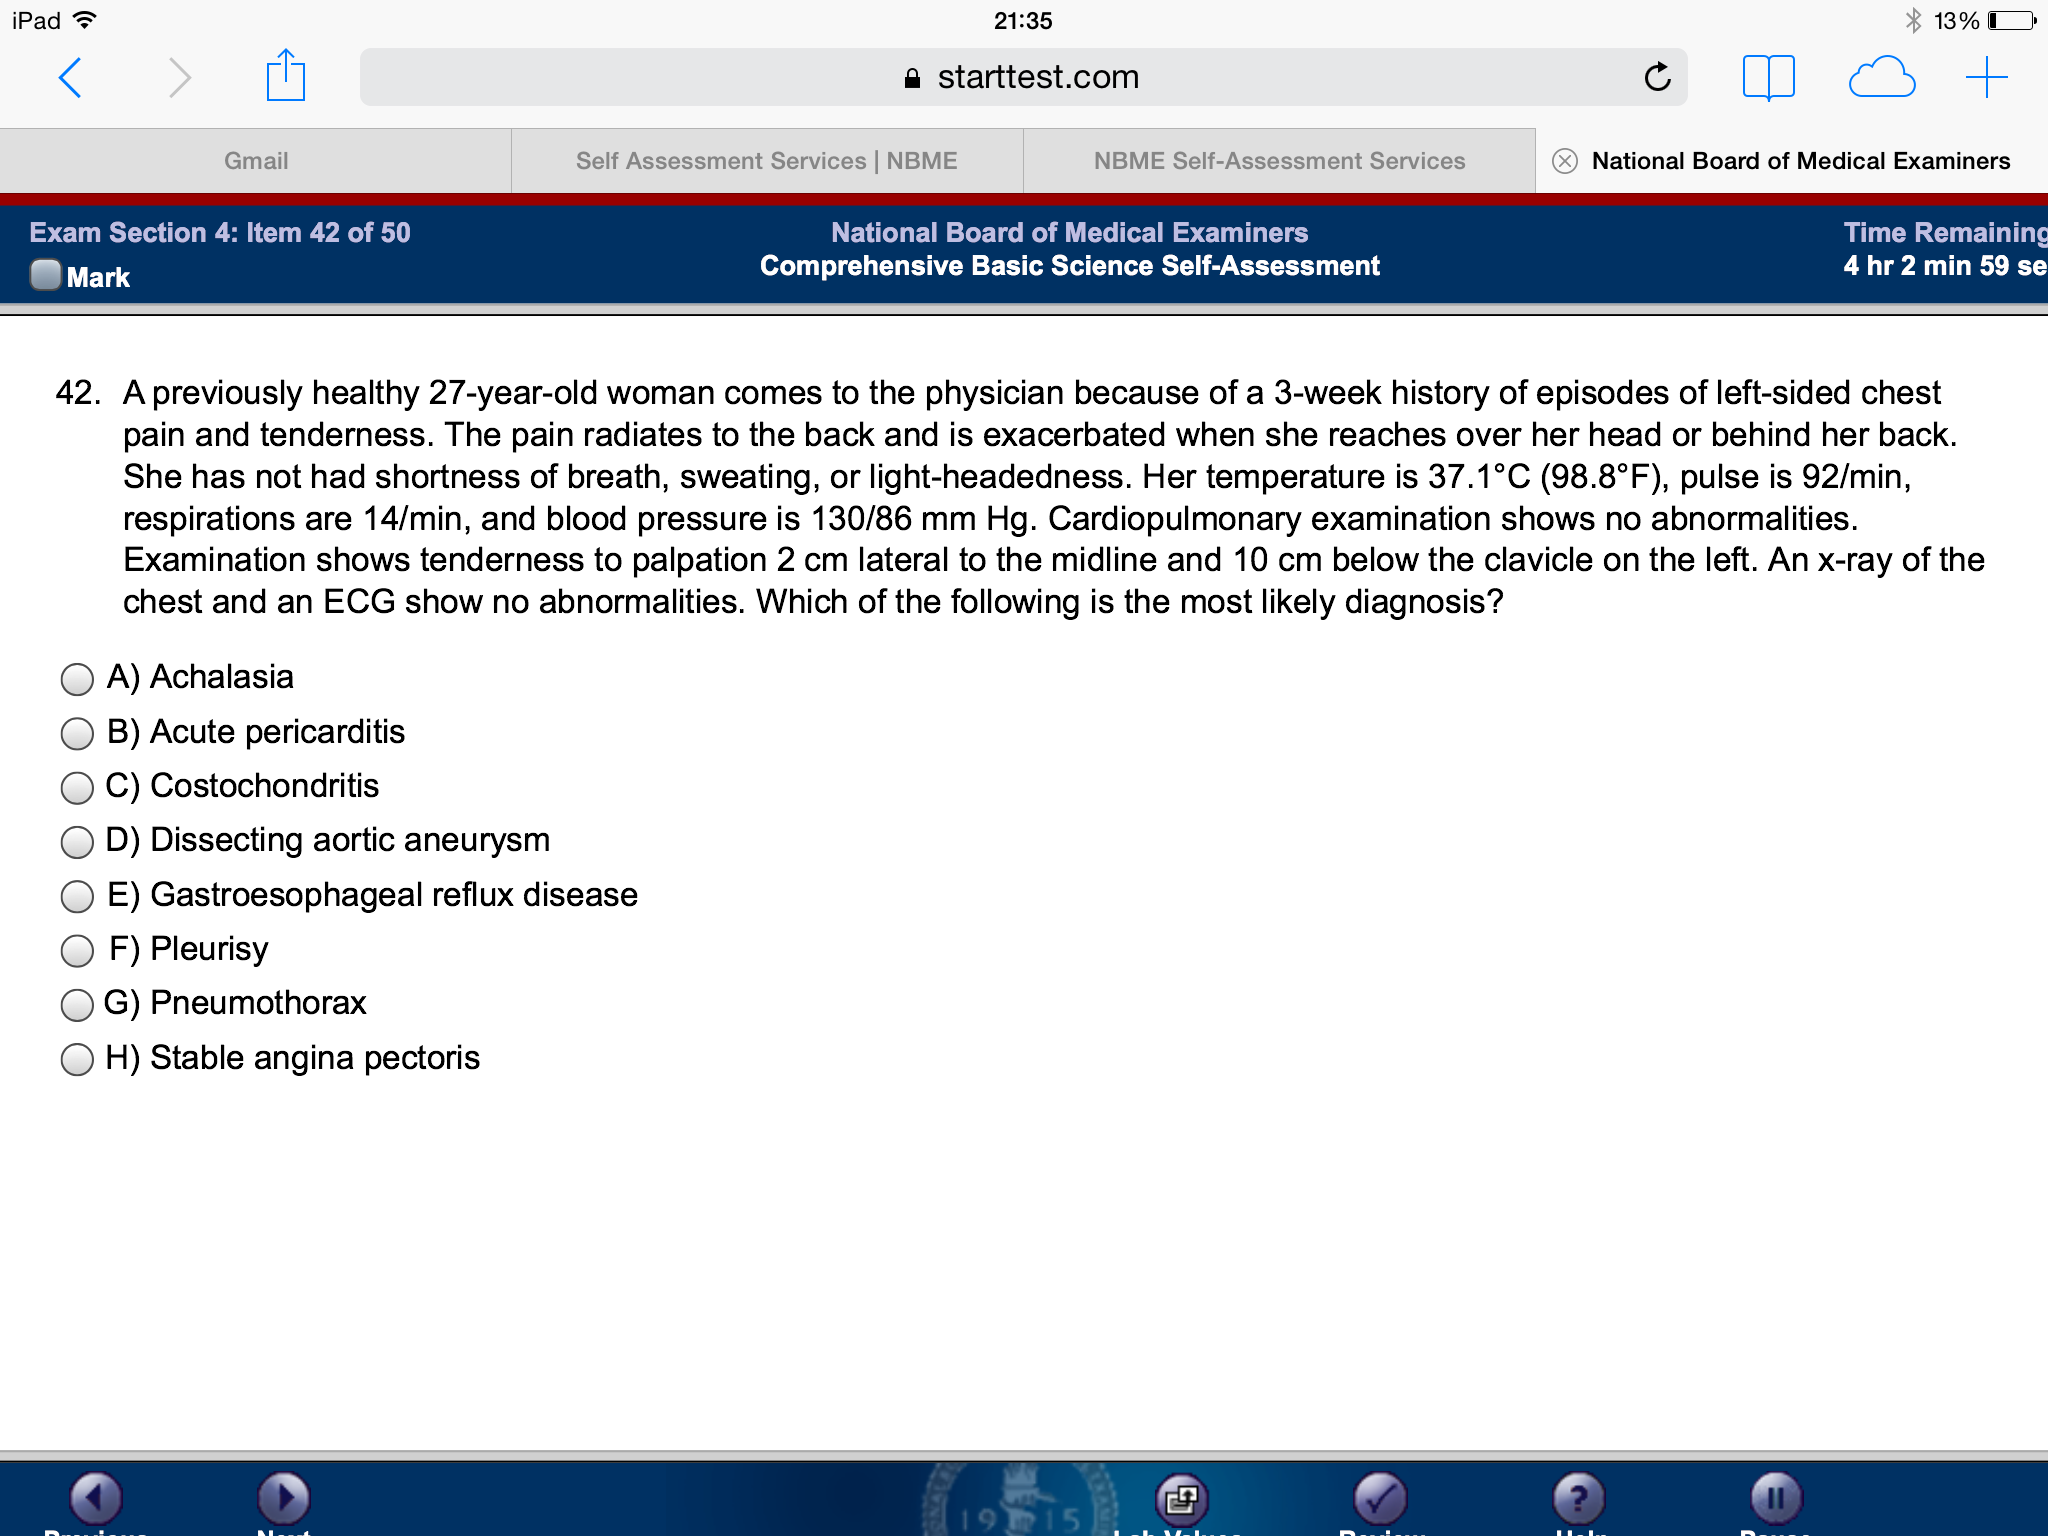 iPad
21:35
13%
starttest.com
Gmail
Self Assessment Services | NBME
NBME Self-Assessment Services
National Board of Medical Examiners
Exam Section 4: Item 42 of 50
National Board of Medical Examiners
Time Remaining
Mark
Comprehensive Basic Science Self-Assessment
4 hr 2 min 59 se
42. A previously healthy 27-year-old woman comes to the physician because of a 3-week history of episodes of left-sided chest
pain and tenderness. The pain radiates to the back and is exacerbated when she reaches over her head or behind her back.
She has not had shortness of breath, sweating, or light-headedness. Her temperature is 37.1°C (98.8°F), pulse is 92/min,
respirations are 14/min, and blood pressure is 130/86 mm Hg. Cardiopulmonary examination shows no abnormalities.
Examination shows tenderness to palpation 2 cm lateral to the midline and 10 cm below the clavicle on the left. An x-ray of the
chest and an ECG show no abnormalities. Which of the following is the most likely diagnosis?
A) Achalasia
B) Acute pericarditis
C) Costochondritis
D) Dissecting aortic aneurysm
E) Gastroesophageal reflux disease
F) Pleurisy
G) Pneumothorax
H) Stable angina pectoris
1915
Previous
Next
Lab Values
Review
Help
Pause